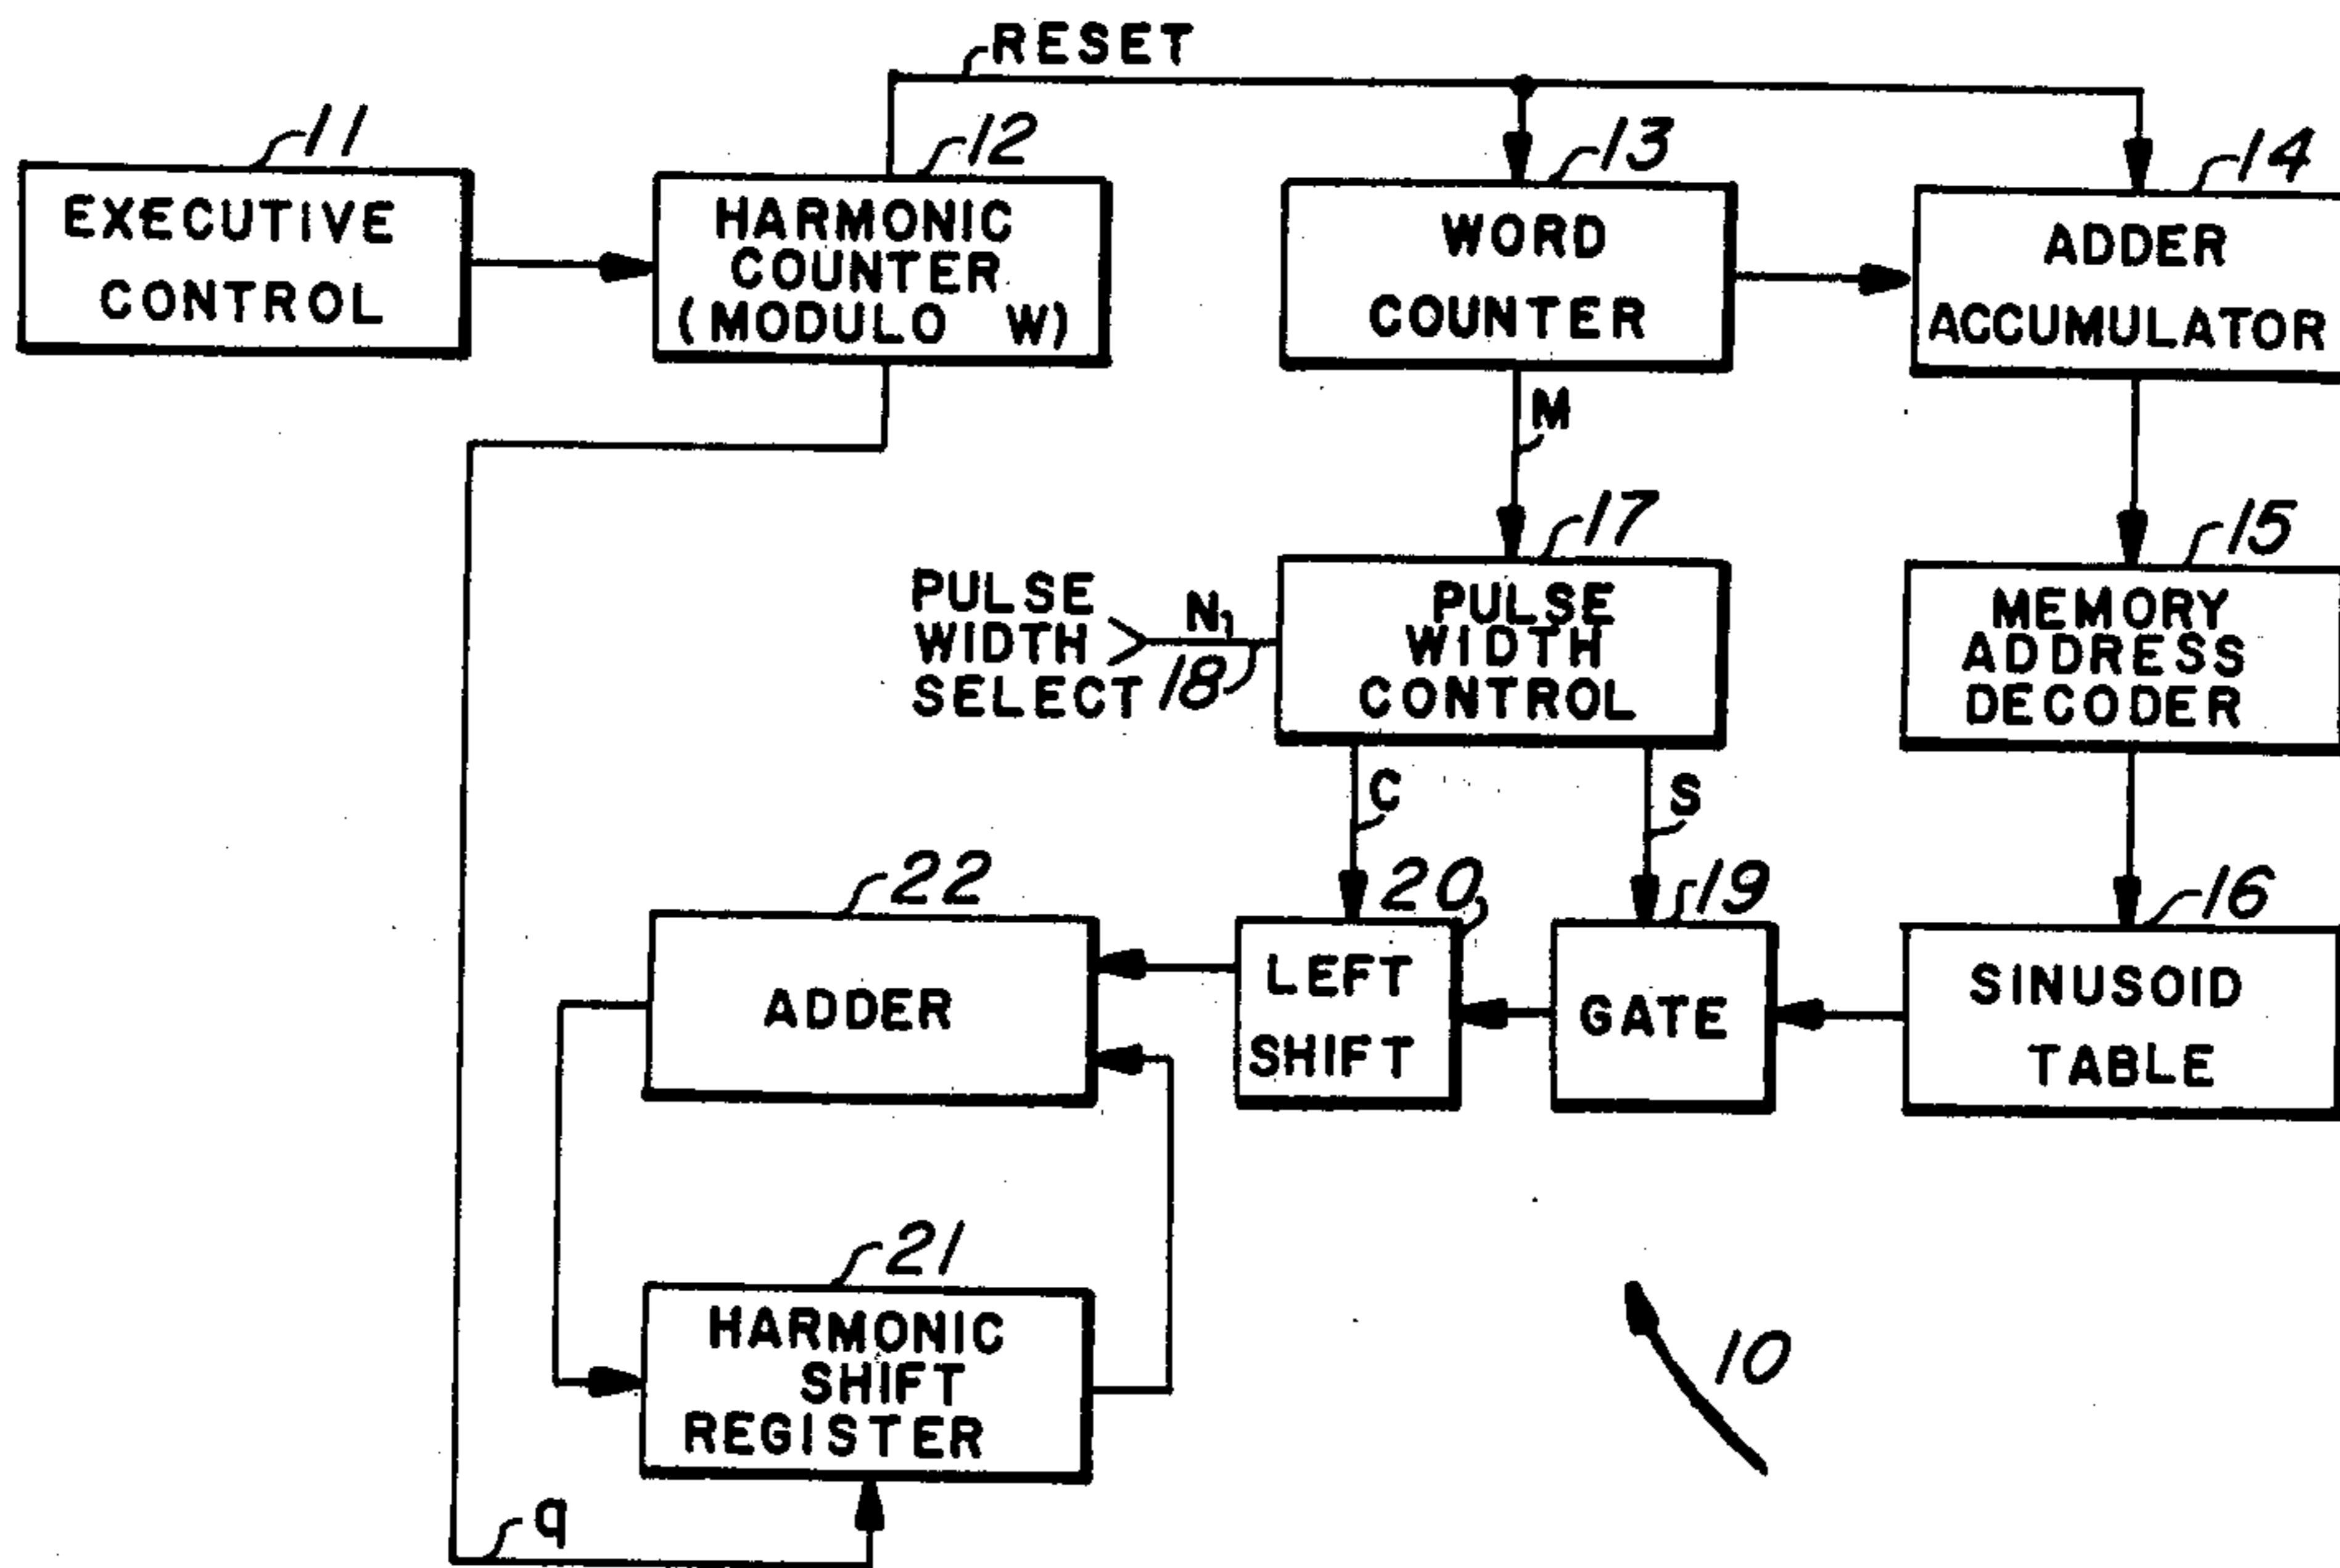 RESET
11
EXECUTIVE
CONTROL
12
HARMONIC
COUNTER
(MODULO W)
13
WORD
COUNTER
14
ADDER
ACCUMULATOR
M
17
PULSE
WIDTH
CONTROL
PULSE
WIDTH
SELECT
N
18
15
MEMORY
ADDRESS
DECODER
C
S
22
ADDER
20
LEFT
SHIFT
19
GATE
16
SINUSOID
TABLE
21
HARMONIC
SHIFT
REGISTER
10
q